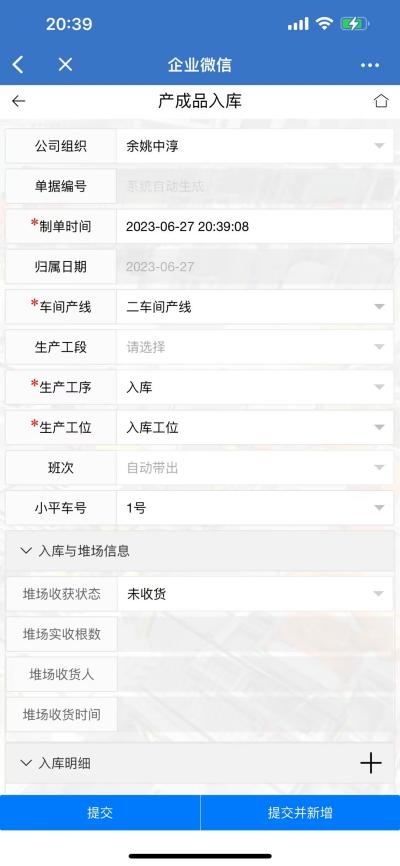 20:39
企业微信
产成品入库
公司组织 余姚中淳
单据编号 系统自动生成
*制单时间 2023-06-27 20:39:08
归属日期 2023-06-27
*车间产线 二车间产线
生产工段 请选择
*生产工序 入库
*生产工位 入库工位
班次 自动带出
小平车号 1号
入库与堆场信息
堆场收获状态 未收货
堆场实收根数
堆场收货人
堆场收货时间
入库明细
提交 提交并新增